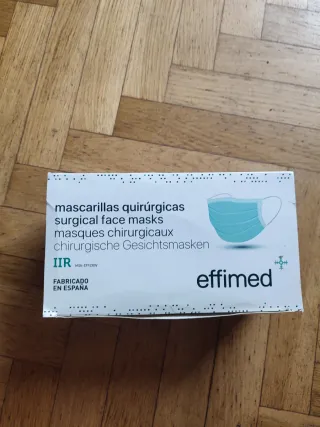 mascarillas quirúrgicas
surgical face masks
masques chirurgicaux
chirurgische Gesichtsmasken
IIR
FABRICADO
EN ESPAÑA
effimed